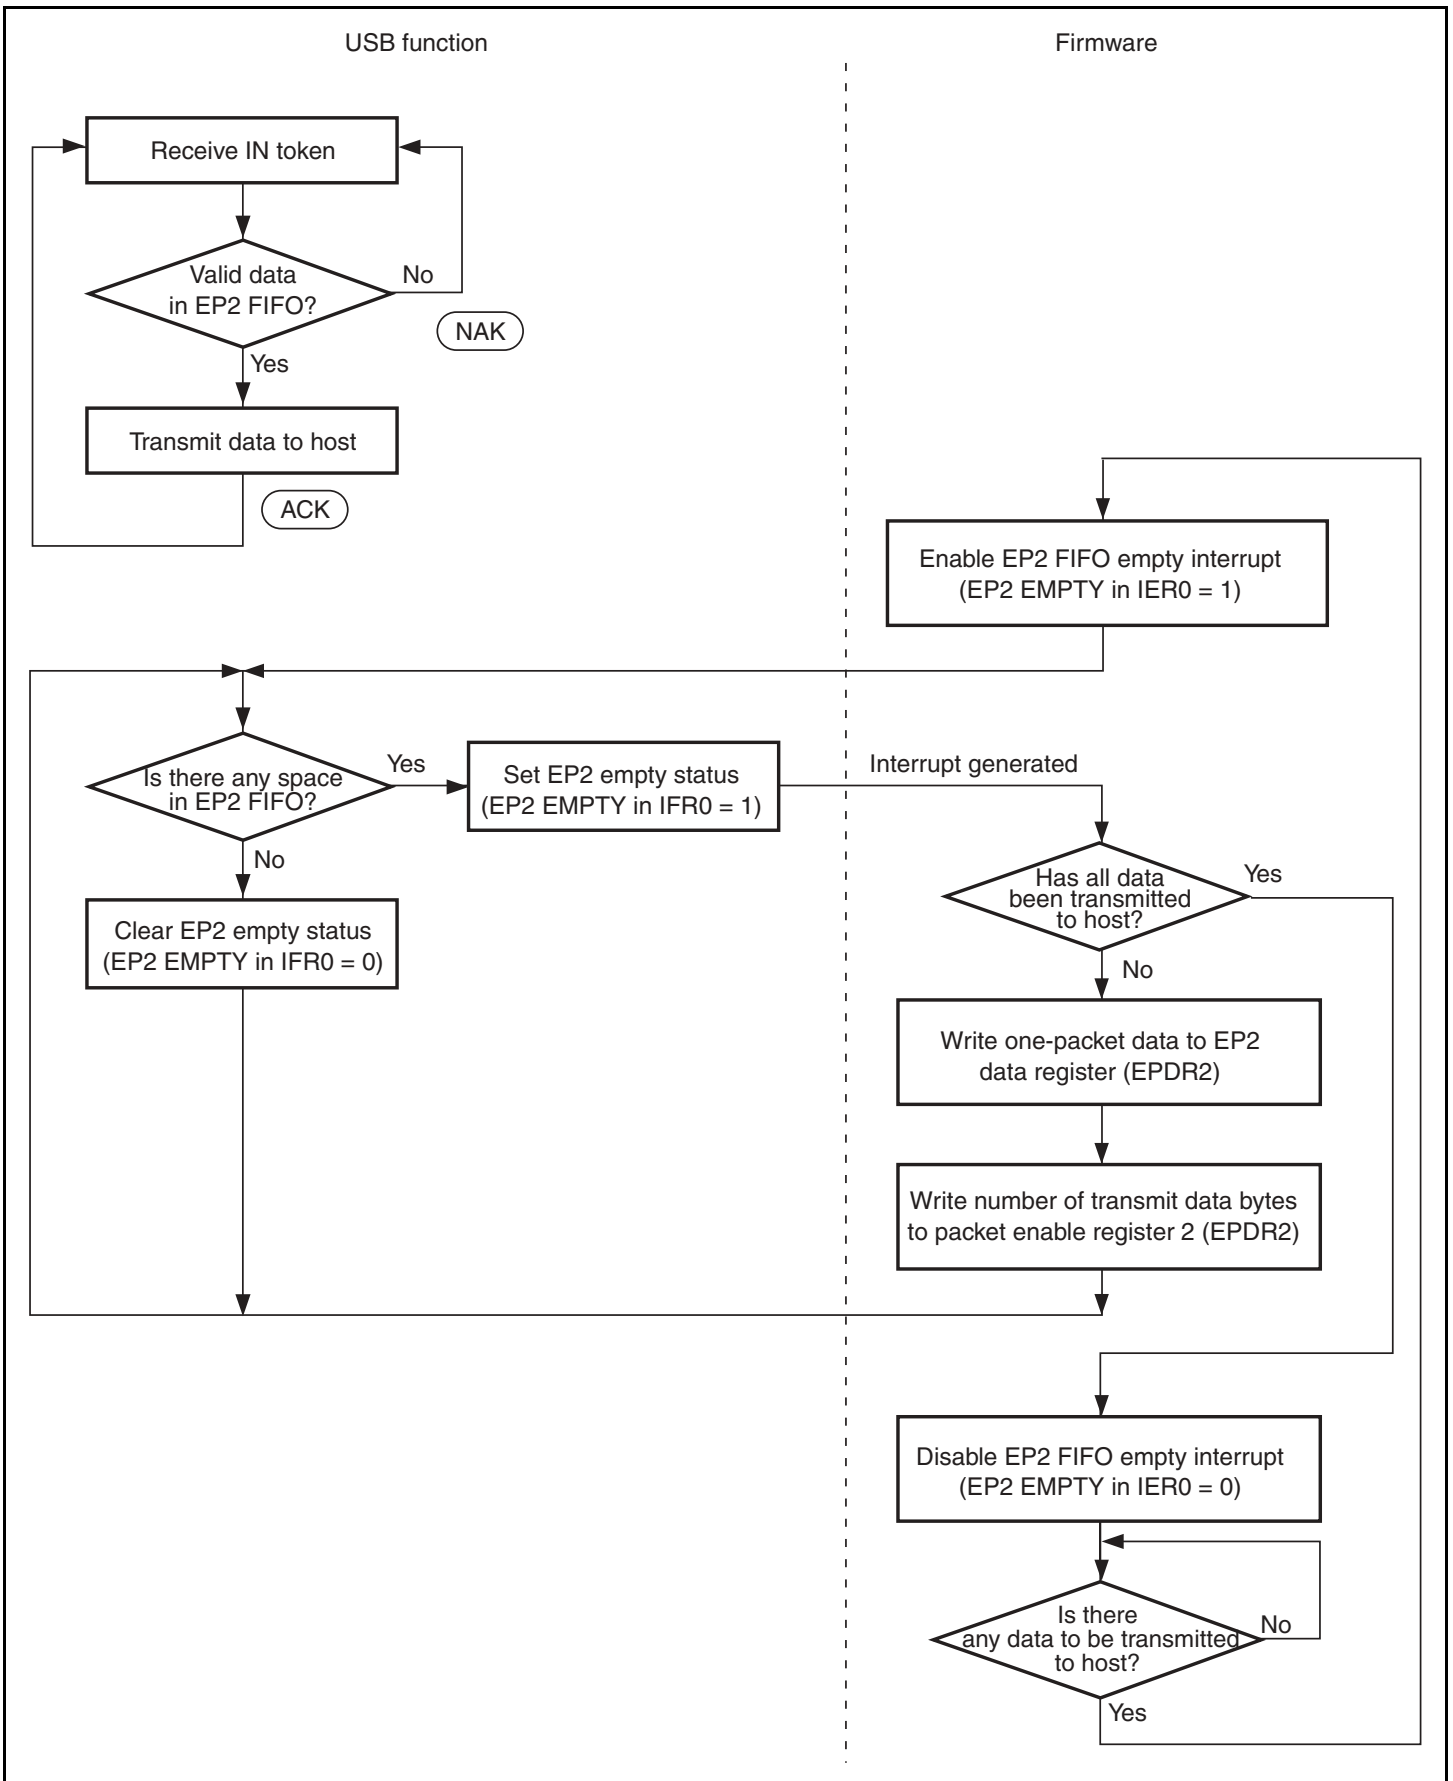 USB function
Firmware
Receive IN token
Valid data
in EP2 FIFO?
No
NAK
Yes
Transmit data to host
ACK
Enable EP2 FIFO empty interrupt
(EP2 EMPTY in IER0 = 1)
Is there any space
in EP2 FIFO?
Yes
Set EP2 empty status
(EP2 EMPTY in IFR0 = 1)
Interrupt generated
No
Clear EP2 empty status
(EP2 EMPTY in IFR0 = 0)
Has all data
been transmitted
to host?
Yes
No
Write one-packet data to EP2
data register (EPDR2)
Write number of transmit data bytes
to packet enable register 2 (EPDR2)
Disable EP2 FIFO empty interrupt
(EP2 EMPTY in IER0 = 0)
Is there
any data to be transmitted
to host?
No
Yes